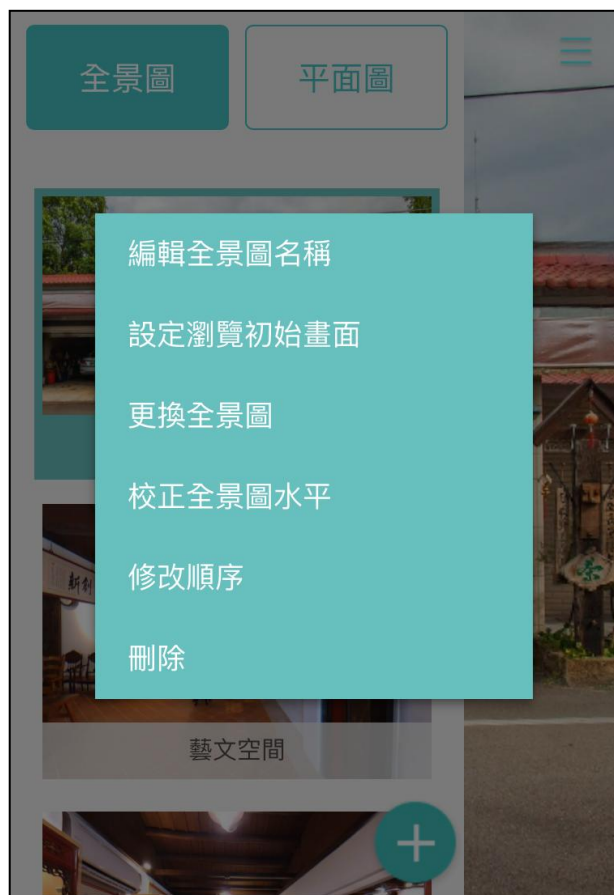 全景圖
平面圖
編輯全景圖名稱
設定瀏覽初始畫面
更換全景圖
校正全景圖水平
修改順序
刪除
藝文空間